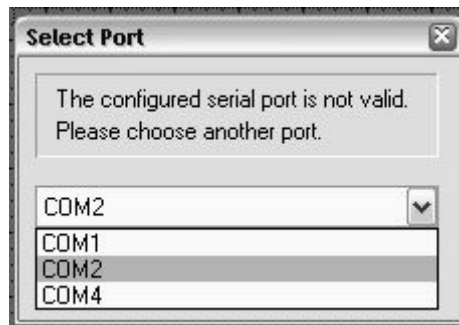 Select Port
The configured serial port is not valid.
Please choose another port.
COM2
COM1
COM2
COM4